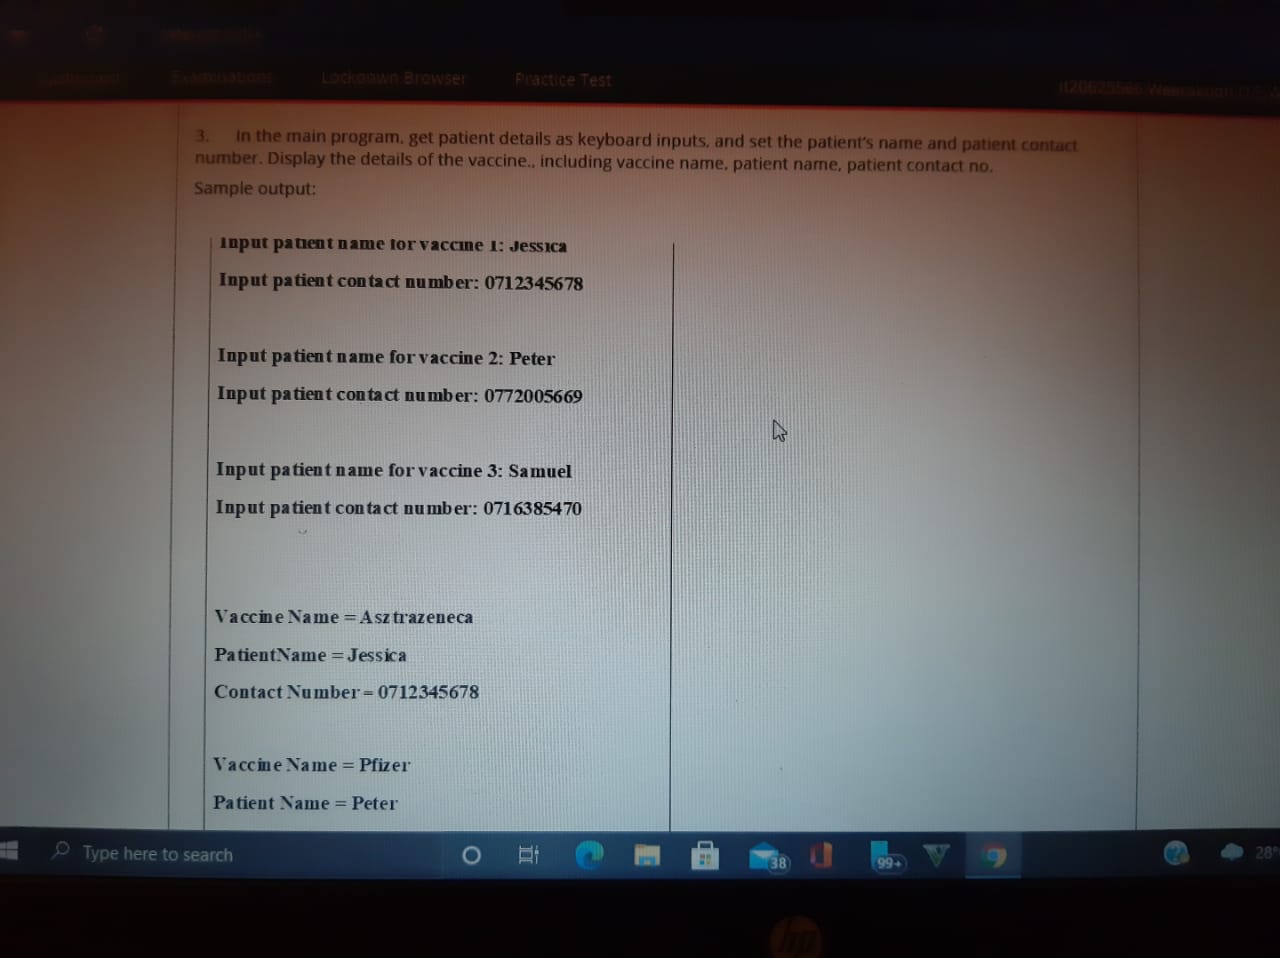 Examinations
Lockdown Browser
Practice Test
3. In the main program, get patient details as keyboard inputs, and set the patient's name and patient contact
number. Display the details of the vaccine., including vaccine name, patient name, patient contact no.
Sample output:
Input patient name for vaccine 1: Jessica
Input patient contact number: 0712345678
Input patient name for vaccine 2: Peter
Input patient contact number: 0772005669
Input patient name for vaccine 3: Samuel
Input patient contact number: 0716385470
Vaccine Name = Asztrazeneca
PatientName = Jessica
Contact Number = 0712345678
Vaccine Name = Pfizer
Patient Name = Peter
Type here to search
38
99+
28°
hp